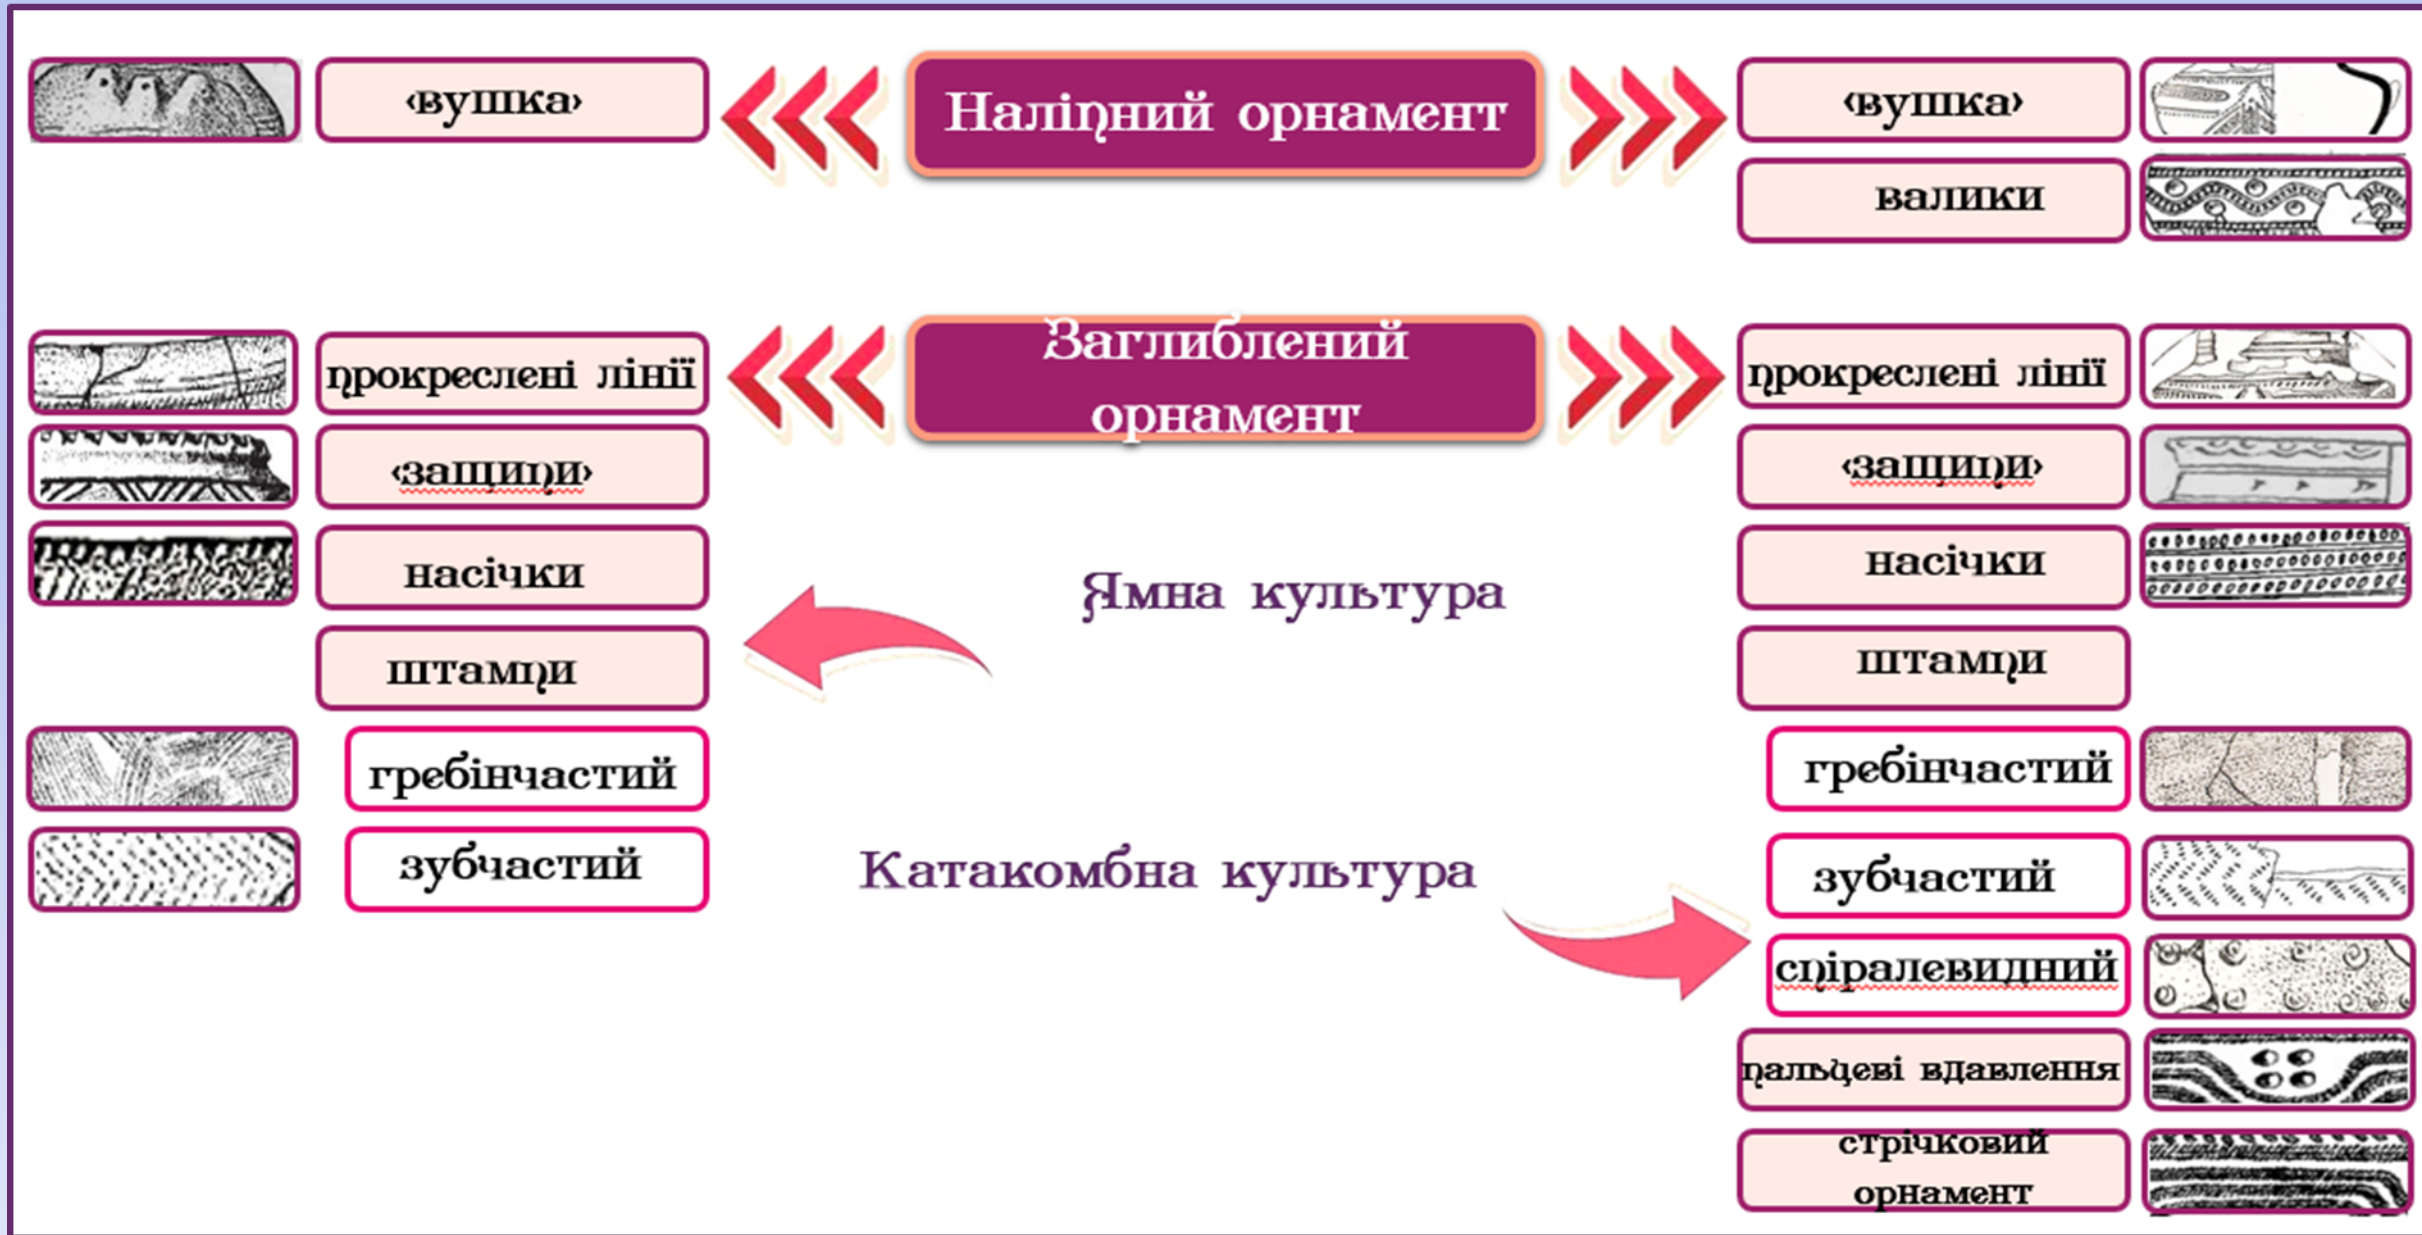 Наліпний орнамент
‹вушка›
‹вушка›
валики
Заглиблений
орнамент
прокреслені лінії
‹защипи›
насічки
штампи
гребінчастий
зубчастий
прокреслені лінії
‹защипи›
насічки
штампи
гребінчастий
зубчастий
спіралевидний
пальцеві вдавлення
стрічковий
орнамент
Ямна культура
Катакомбна культура